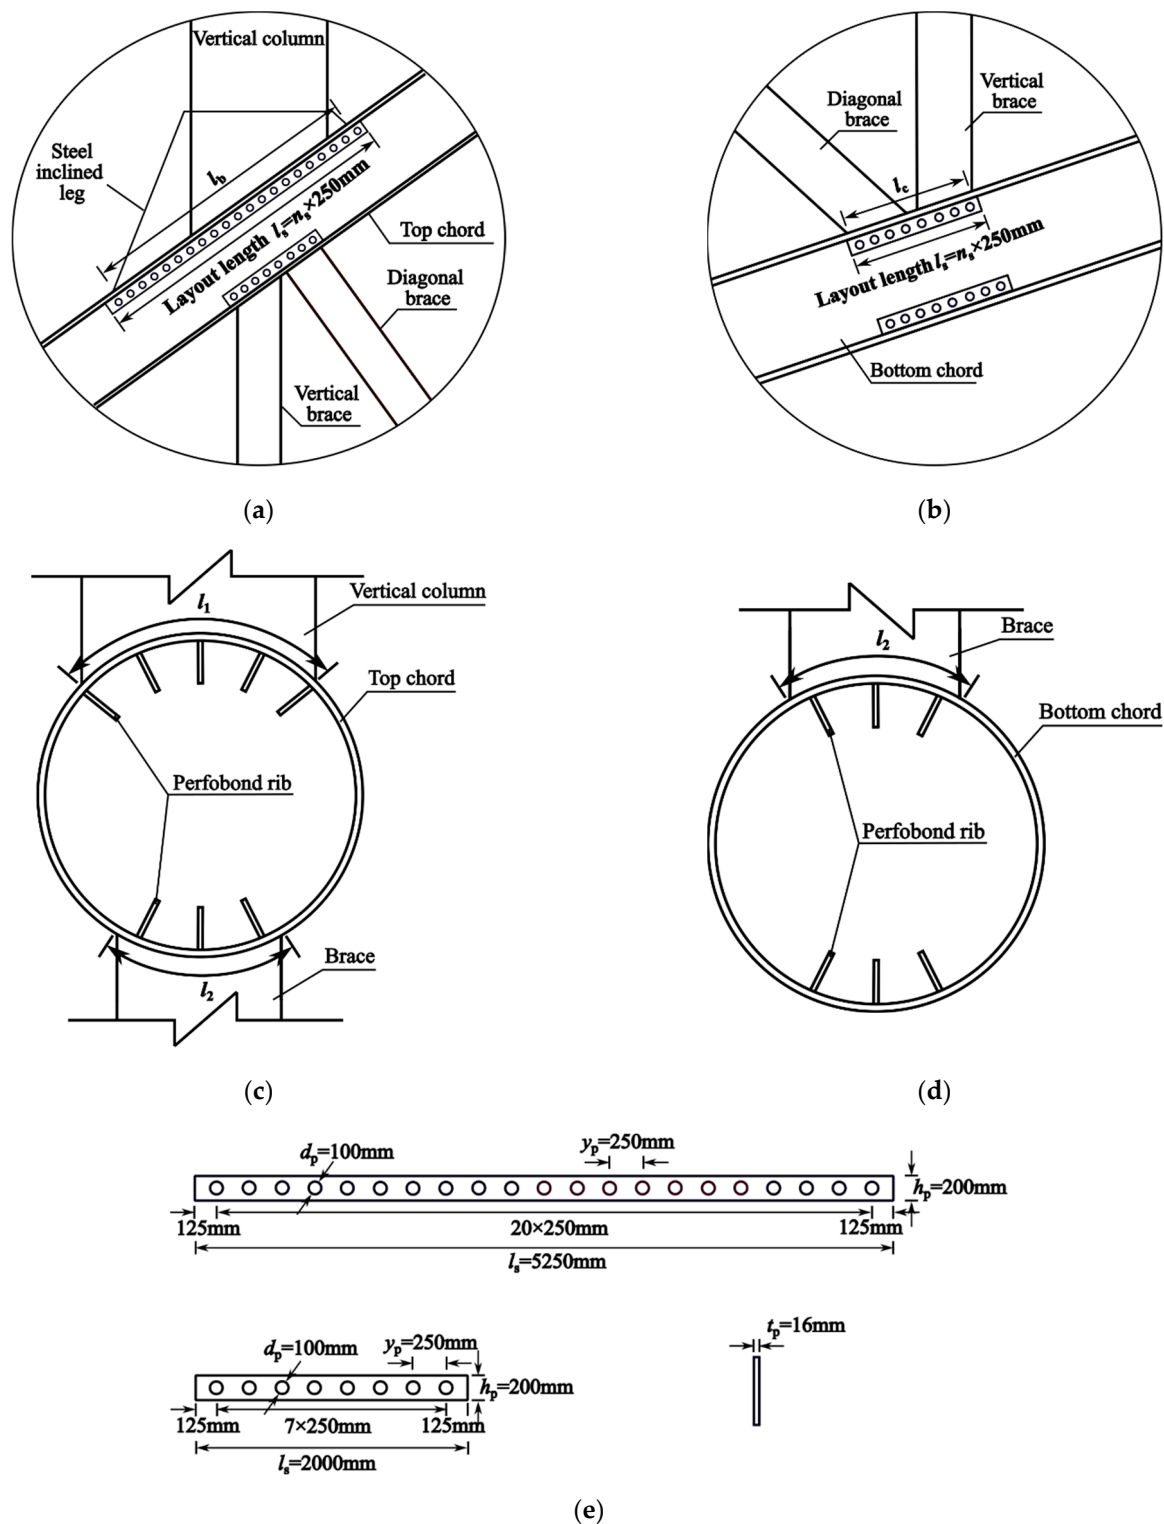 Vertical column
Steel
inclined
leg
l_b
Layout length l_s=n_s×250mm
Top chord
Diagonal
brace
Vertical
brace
(a)
Diagonal
brace
Vertical
brace
l_c
Layout length l_s=n_s×250mm
Bottom chord
(b)
l_1
Vertical column
Top chord
Perfobond rib
Brace
l_2
(c)
l_2
Brace
Bottom chord
Perfobond rib
(d)
d_p=100mm
y_p=250mm
h_p=200mm
125mm
20×250mm
125mm
l_s=5250mm
d_p=100mm
y_p=250mm
h_p=200mm
125mm
7×250mm
125mm
l_s=2000mm
t_p=16mm
(e)